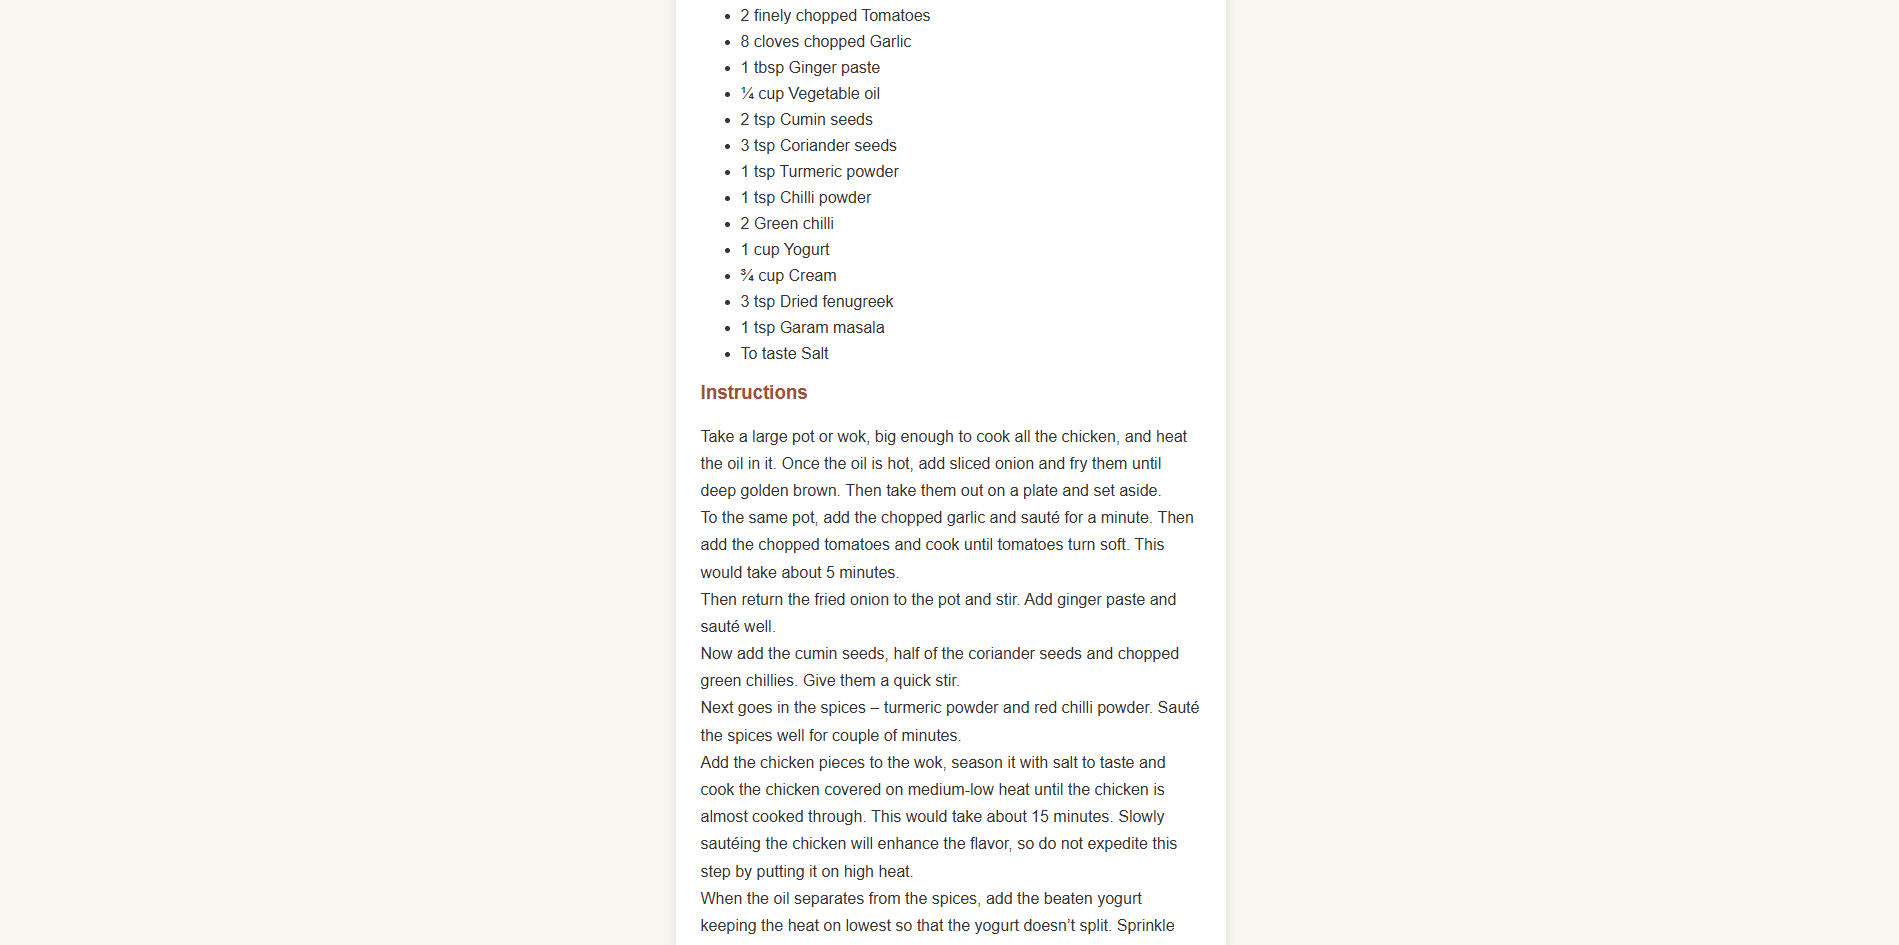 2 finely chopped Tomatoes
8 cloves chopped Garlic
1 tbsp Ginger paste
¼ cup Vegetable oil
2 tsp Cumin seeds
3 tsp Coriander seeds
1 tsp Turmeric powder
1 tsp Chilli powder
2 Green chilli
1 cup Yogurt
¾ cup Cream
3 tsp Dried fenugreek
1 tsp Garam masala
To taste Salt
Instructions
Take a large pot or wok, big enough to cook all the chicken, and heat
the oil in it. Once the oil is hot, add sliced onion and fry them until
deep golden brown. Then take them out on a plate and set aside.
To the same pot, add the chopped garlic and sauté for a minute. Then
add the chopped tomatoes and cook until tomatoes turn soft. This
would take about 5 minutes.
Then return the fried onion to the pot and stir. Add ginger paste and
sauté well.
Now add the cumin seeds, half of the coriander seeds and chopped
green chillies. Give them a quick stir.
Next goes in the spices – turmeric powder and red chilli powder. Sauté
the spices well for couple of minutes.
Add the chicken pieces to the wok, season it with salt to taste and
cook the chicken covered on medium-low heat until the chicken is
almost cooked through. This would take about 15 minutes. Slowly
sautéing the chicken will enhance the flavor, so do not expedite this
step by putting it on high heat.
When the oil separates from the spices, add the beaten yogurt
keeping the heat on lowest so that the yogurt doesn’t split. Sprinkle